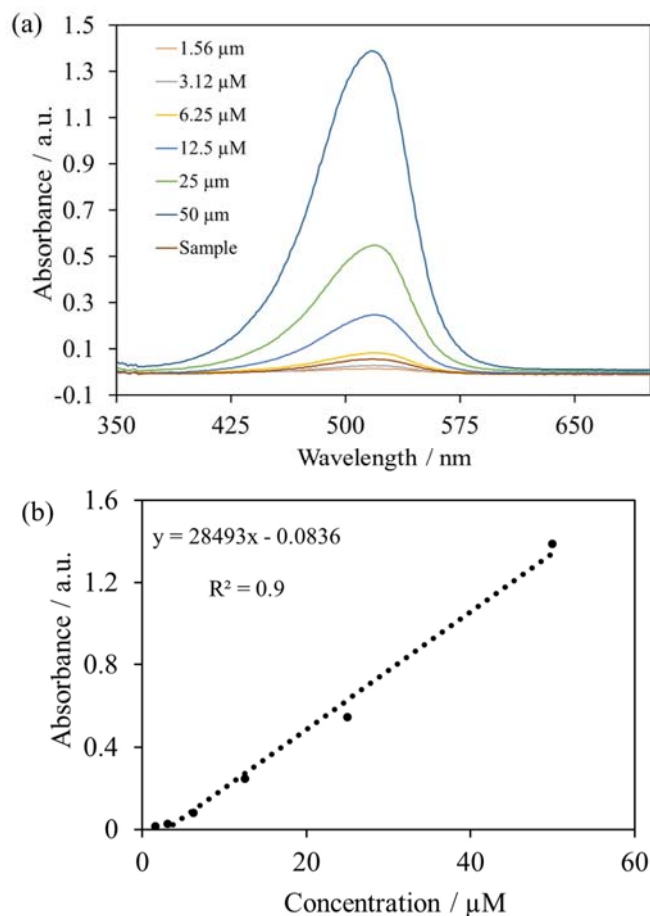 (a)
1.5
1.3
1.1
0.9
0.7
0.5
0.3
0.1
-0.1
Absorbance / a.u.
1.56 µm
3.12 µM
6.25 µM
12.5 µM
25 µm
50 µm
Sample
350 425 500 575 650
Wavelength / nm
(b)
1.6
1.2
0.8
0.4
0
Absorbance / a.u.
y = 28493x - 0.0836
R² = 0.9
0 20 40 60
Concentration / µM